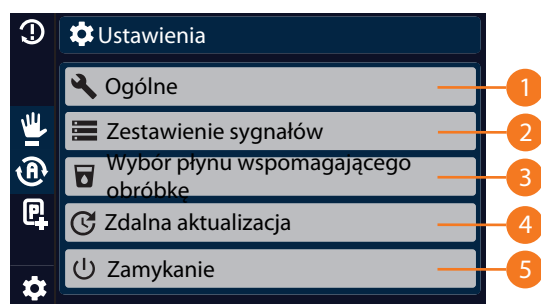 Ustawienia
Ogólne
1
Zestawienie sygnałów
2
Wybór płynu wspomagającego
obróbkę
3
Zdalna aktualizacja
4
Zamykanie
5
A
P